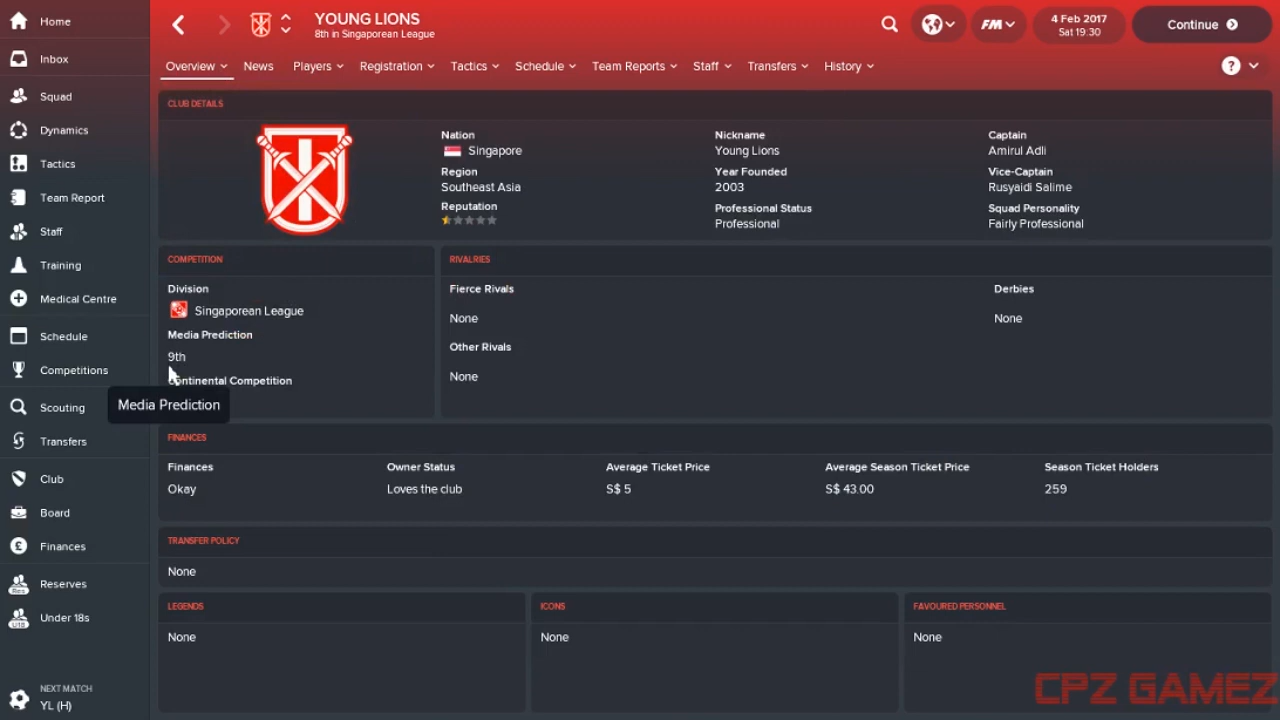 Home
Inbox
Squad
Dynamics
Tactics
Team Report
Staff
Training
Medical Centre
Schedule
Competitions
Scouting
Transfers
Club
Board
Finances
Reserves
Under 18s
NEXT MATCH
YL (H)
YOUNG LIONS
8th in Singaporean League
FM
4 Feb 2017
Sat 19:30
Continue
Overview News Players Registration Tactics Schedule Team Reports Staff Transfers History
CLUB DETAILS
Nation
Singapore
Region
Southeast Asia
Reputation
Nickname
Young Lions
Year Founded
2003
Professional Status
Professional
Captain
Amirul Adli
Vice-Captain
Rusyaidi Salime
Squad Personality
Fairly Professional
COMPETITION
Division
Singaporean League
Media Prediction
9th
Continental Competition
Media Prediction
RIVALRIES
Fierce Rivals
None
Other Rivals
None
Derbies
None
FINANCES
Finances Owner Status Average Ticket Price Average Season Ticket Price Season Ticket Holders
Okay Loves the club S$ 5 S$ 43.00 259
TRANSFER POLICY
None
LEGENDS
None
ICONS
None
FAVOURED PERSONNEL
None
CPZ GAMEZ